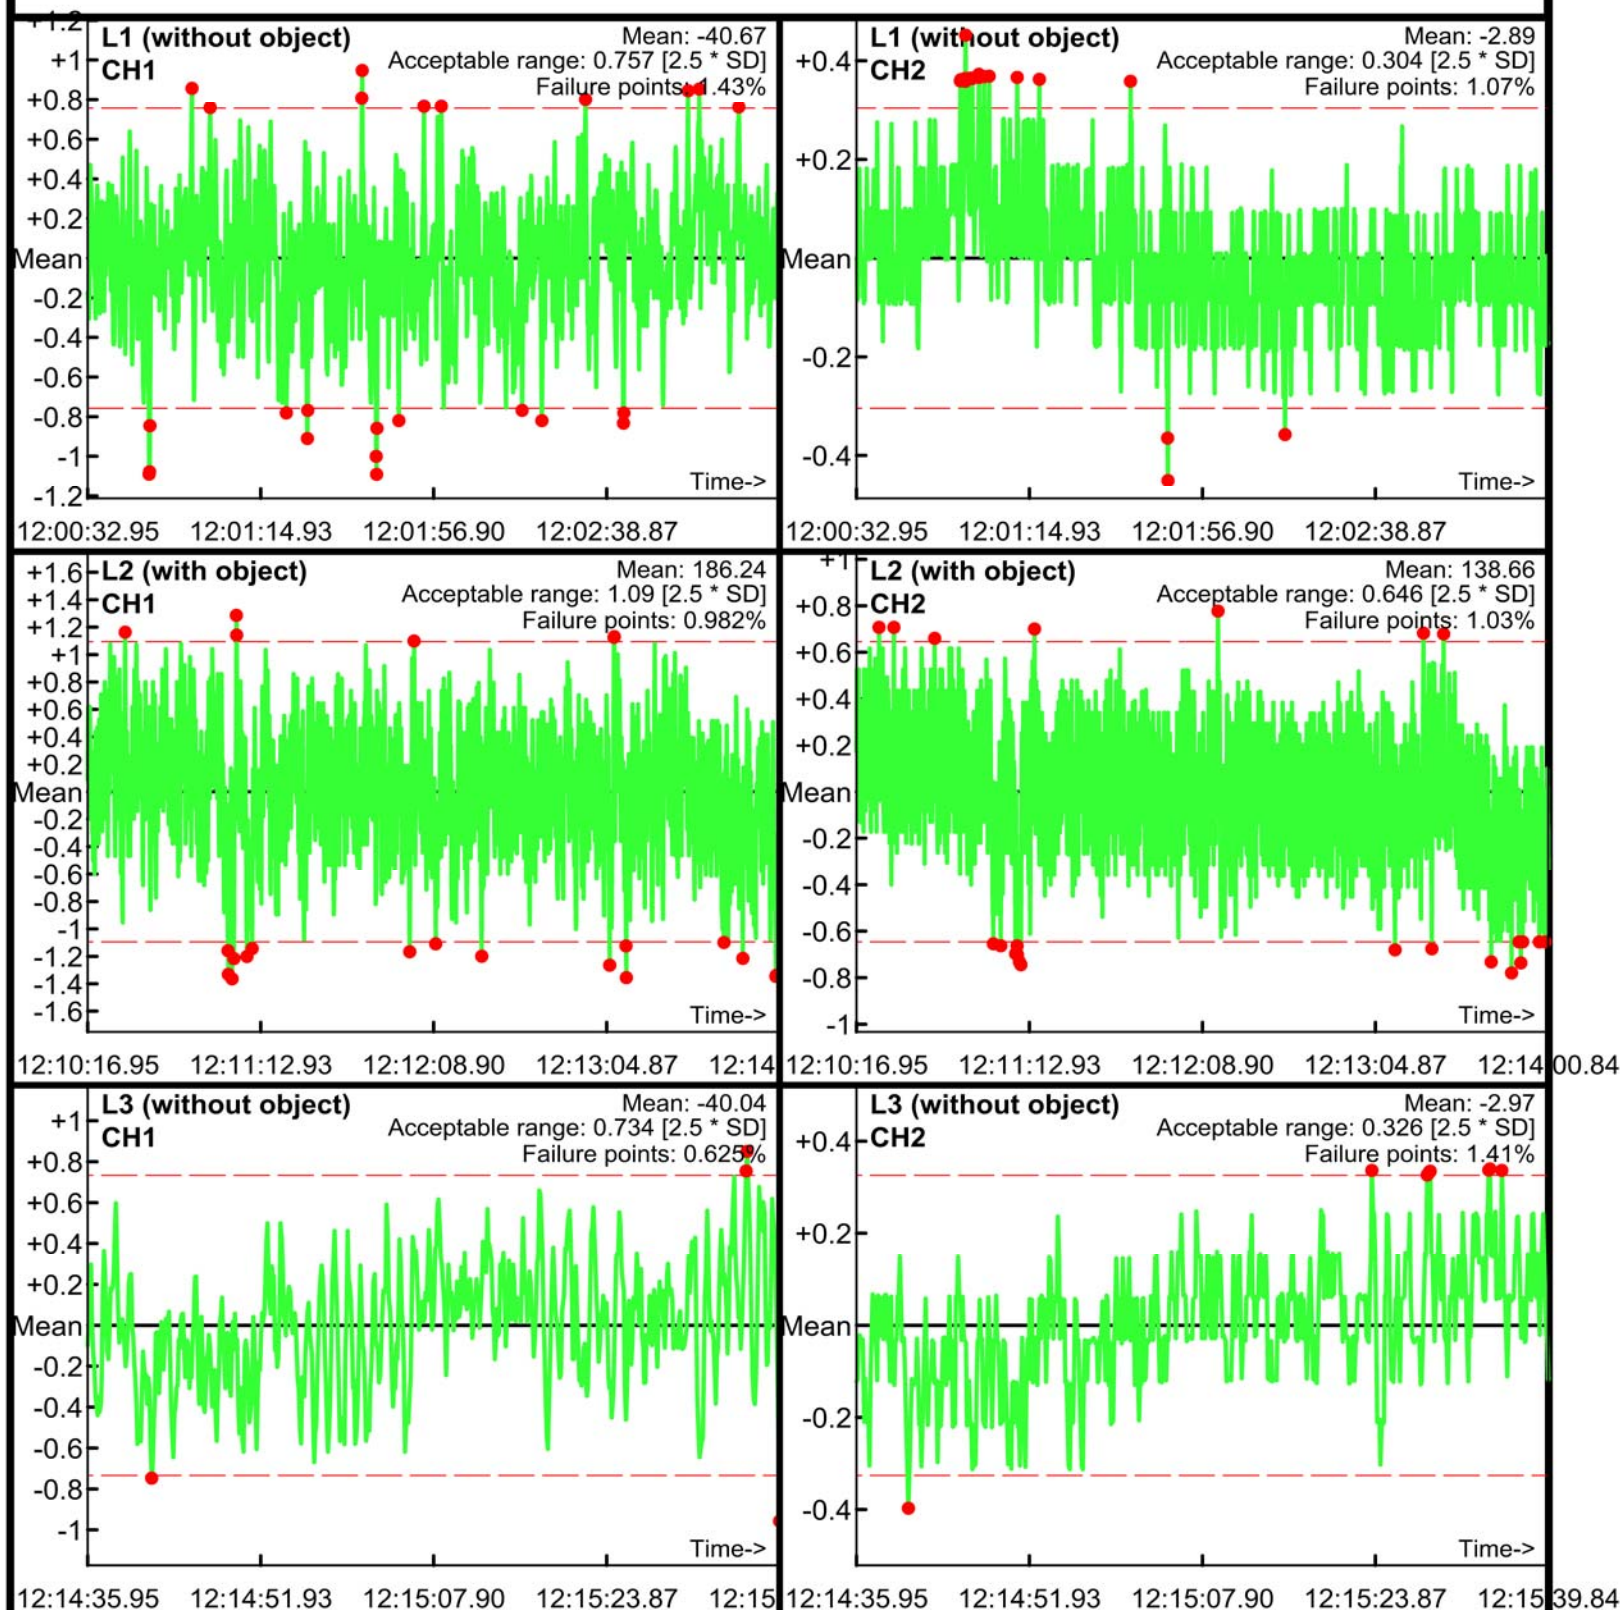 L1 (without object)
CH1
Mean: -40.67
Acceptable range: 0.757 [2.5 * SD]
Failure points: 1.43%
+1.2
+1
+0.8
+0.6
+0.4
+0.2
Mean
-0.2
-0.4
-0.6
-0.8
-1
-1.2
Time->
12:00:32.95 12:01:14.93 12:01:56.90 12:02:38.87
L1 (without object)
CH2
Mean: -2.89
Acceptable range: 0.304 [2.5 * SD]
Failure points: 1.07%
+0.4
+0.2
Mean
-0.2
-0.4
Time->
12:00:32.95 12:01:14.93 12:01:56.90 12:02:38.87
L2 (with object)
CH1
Mean: 186.24
Acceptable range: 1.09 [2.5 * SD]
Failure points: 0.982%
+1.6
+1.4
+1.2
+1
+0.8
+0.6
+0.4
+0.2
Mean
-0.2
-0.4
-0.6
-0.8
-1
-1.2
-1.4
-1.6
Time->
12:10:16.95 12:11:12.93 12:12:08.90 12:13:04.87 12:14
L2 (with object)
CH2
Mean: 138.66
Acceptable range: 0.646 [2.5 * SD]
Failure points: 1.03%
+1
+0.8
+0.6
+0.4
+0.2
Mean
-0.2
-0.4
-0.6
-0.8
-1
Time->
12:10:16.95 12:11:12.93 12:12:08.90 12:13:04.87 12:14:00.84
L3 (without object)
CH1
Mean: -40.04
Acceptable range: 0.734 [2.5 * SD]
Failure points: 0.625%
+1
+0.8
+0.6
+0.4
+0.2
Mean
-0.2
-0.4
-0.6
-0.8
-1
Time->
12:14:35.95 12:14:51.93 12:15:07.90 12:15:23.87 12:15
L3 (without object)
CH2
Mean: -2.97
Acceptable range: 0.326 [2.5 * SD]
Failure points: 1.41%
+0.4
+0.2
Mean
-0.2
-0.4
Time->
12:14:35.95 12:14:51.93 12:15:07.90 12:15:23.87 12:15:39.84